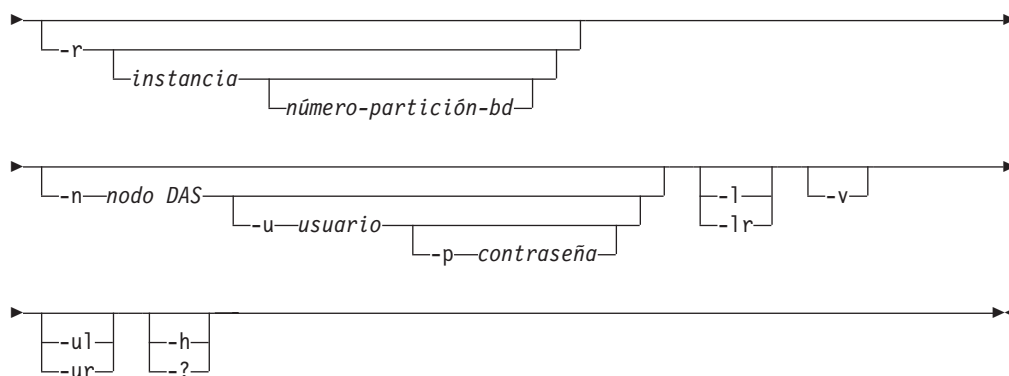 -r
instancia
número-partición-bd
-n nodo DAS
-u usuario
-p contraseña
-l
-lr
-v
-ul
-ur
-h
-?